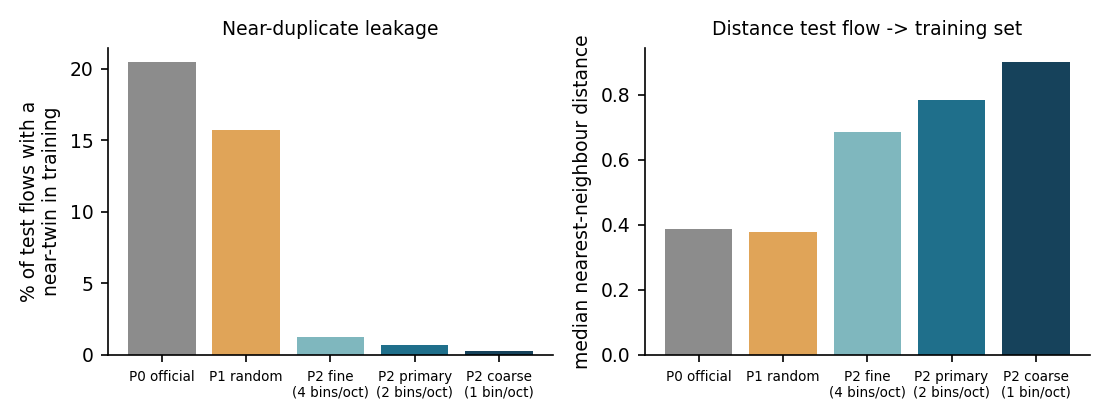 Near-duplicate leakage
% of test flows with a
near-twin in training
20
15
10
5
0
P0 official
P1 random
P2 fine
(4 bins/oct)
P2 primary
(2 bins/oct)
P2 coarse
(1 bin/oct)
Distance test flow -> training set
median nearest-neighbour distance
0.8
0.6
0.4
0.2
0.0
P0 official
P1 random
P2 fine
(4 bins/oct)
P2 primary
(2 bins/oct)
P2 coarse
(1 bin/oct)